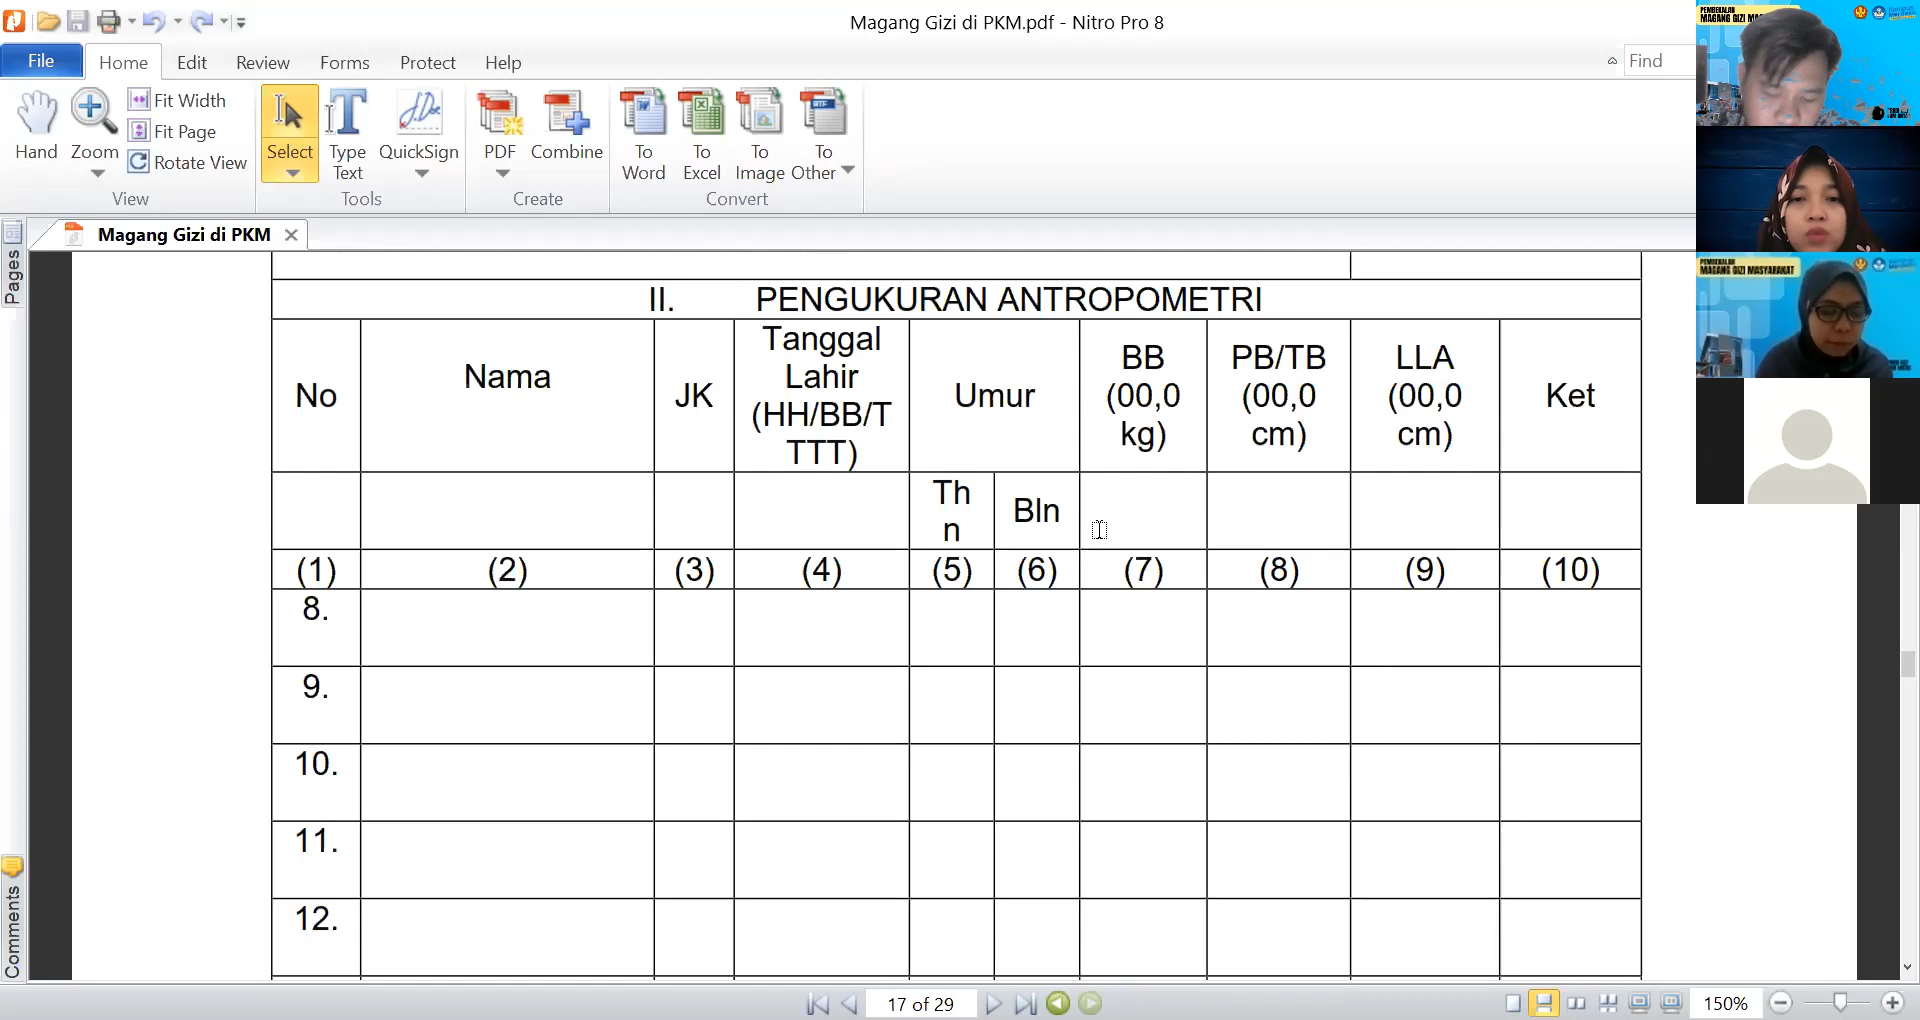 Magang Gizi di PKM.pdf - Nitro Pro 8
File Home Edit Review Forms Protect Help
Find
Hand
Zoom
Fit Width
Fit Page
Rotate View
View
Select
Type Text
QuickSign
Tools
PDF
Combine
Create
To Word
To Excel
To Image
To Other
Convert
Magang Gizi di PKM
Pages
Comments
II. PENGUKURAN ANTROPOMETRI
No
Nama
JK
Tanggal
Lahir
(HH/BB/T
TTT)
Umur
BB
(00,0
kg)
PB/TB
(00,0
cm)
LLA
(00,0
cm)
Ket
Th
n
Bln
(1) (2) (3) (4) (5) (6) (7) (8) (9) (10)
8.
9.
10.
11.
12.
17 of 29
150%
PEMBEKALAN
PEMBEKALAN
MAGANG GIZI MASYARAKAT